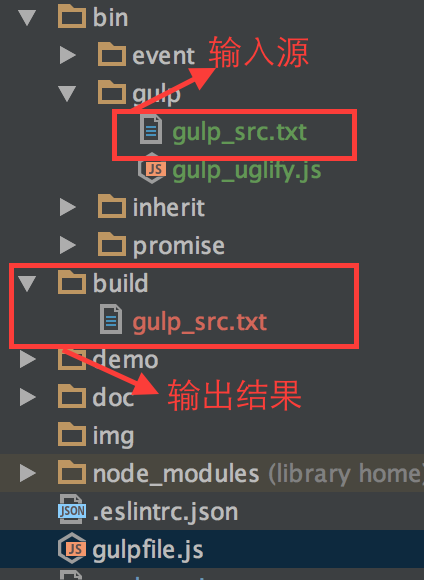 bin
event 输入源
gulp
gulp_src.txt
gulp_uglify.js
inherit
promise
build
gulp_src.txt
demo
doc 输出结果
img
node_modules (library home)
JSON .eslintrc.json
JS gulpfile.js